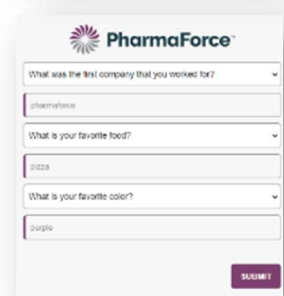 PharmaForce™
What was the first company that you worked for?
pharmaforce
What is your favorite food?
pizza
What is your favorite color?
purple
SUBMIT